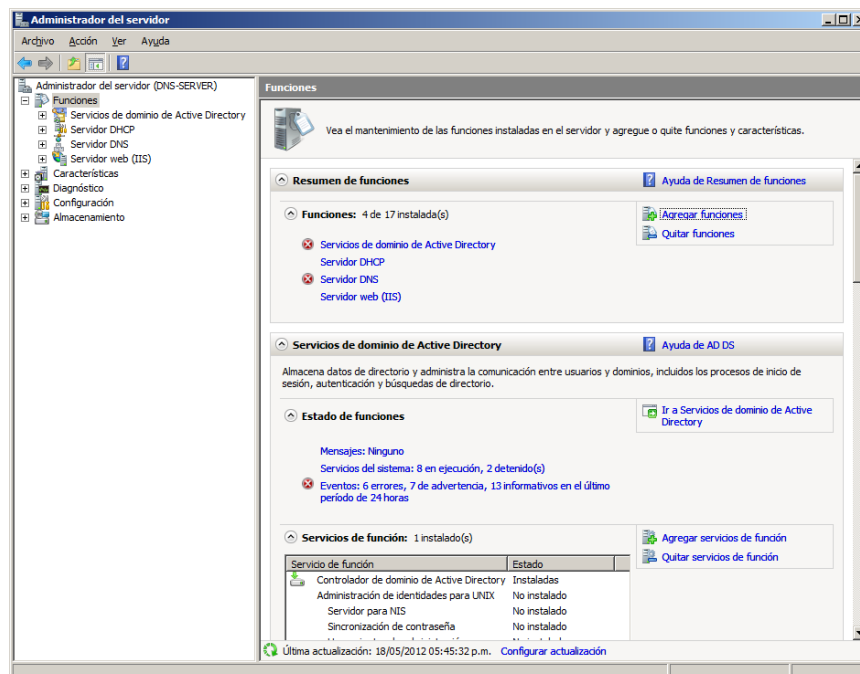 Administrador del servidor
Archivo Acción Ver Ayuda
Administrador del servidor (DNS-SERVER)
Funciones
Servicios de dominio de Active Directory
Servidor DHCP
Servidor DNS
Servidor web (IIS)
Características
Diagnóstico
Configuración
Almacenamiento
Funciones
Vea el mantenimiento de las funciones instaladas en el servidor y agregue o quite funciones y características.
Resumen de funciones
Ayuda de Resumen de funciones
Funciones: 4 de 17 instalada(s)
Agregar funciones
Quitar funciones
Servicios de dominio de Active Directory
Servidor DHCP
Servidor DNS
Servidor web (IIS)
Servicios de dominio de Active Directory
Ayuda de AD DS
Almacena datos de directorio y administra la comunicación entre usuarios y dominios, incluidos los procesos de inicio de
sesión, autenticación y búsquedas de directorio.
Estado de funciones
Ir a Servicios de dominio de Active
Directory
Mensajes: Ninguno
Servicios del sistema: 8 en ejecución, 2 detenido(s)
Eventos: 6 errores, 7 de advertencia, 13 informativos en el último
período de 24 horas
Servicios de función: 1 instalado(s)
Agregar servicios de función
Quitar servicios de función
Servicio de función Estado
Controlador de dominio de Active Directory Instaladas
Administración de identidades para UNIX No instalado
Servidor para NIS No instalado
Sincronización de contraseña No instalado
Última actualización: 18/05/2012 05:45:32 p.m. Configurar actualización